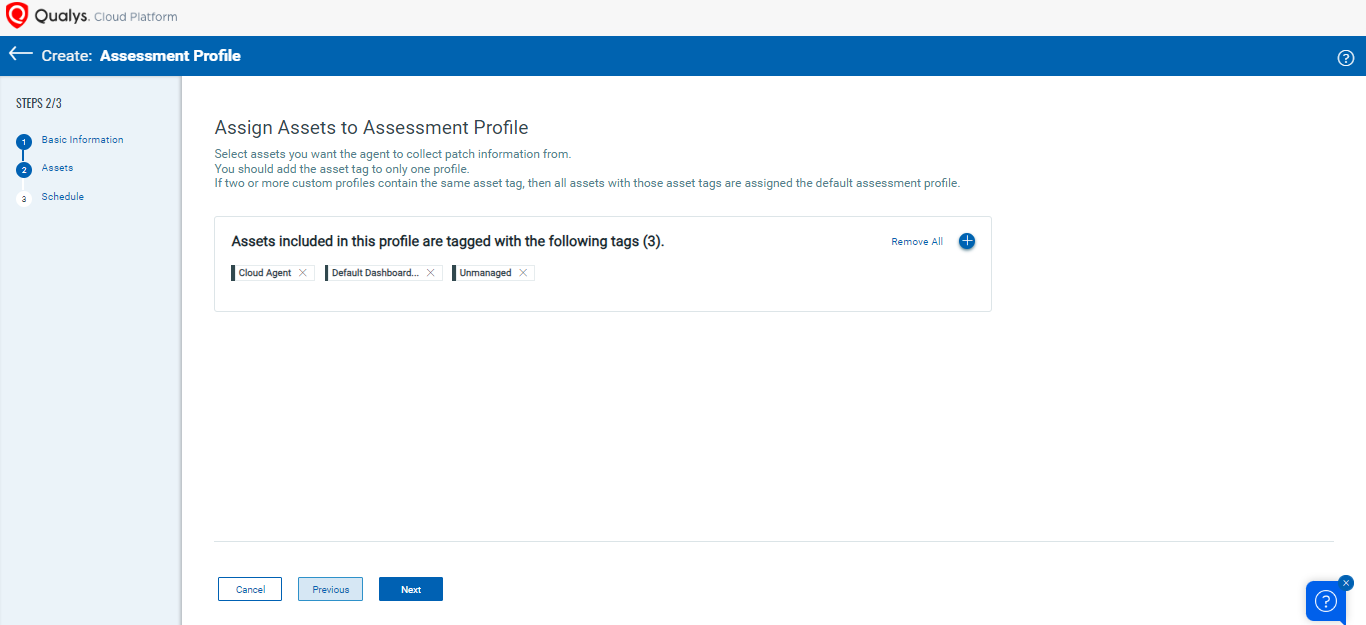 Qualys. Cloud Platform
Create: Assessment Profile
STEPS 2/3
1 Basic Information
2 Assets
3 Schedule
Assign Assets to Assessment Profile
Select assets you want the agent to collect patch information from.
You should add the asset tag to only one profile.
If two or more custom profiles contain the same asset tag, then all assets with those asset tags are assigned the default assessment profile.
Assets included in this profile are tagged with the following tags (3).
Remove All
Cloud Agent Default Dashboard... Unmanaged
Cancel Previous Next